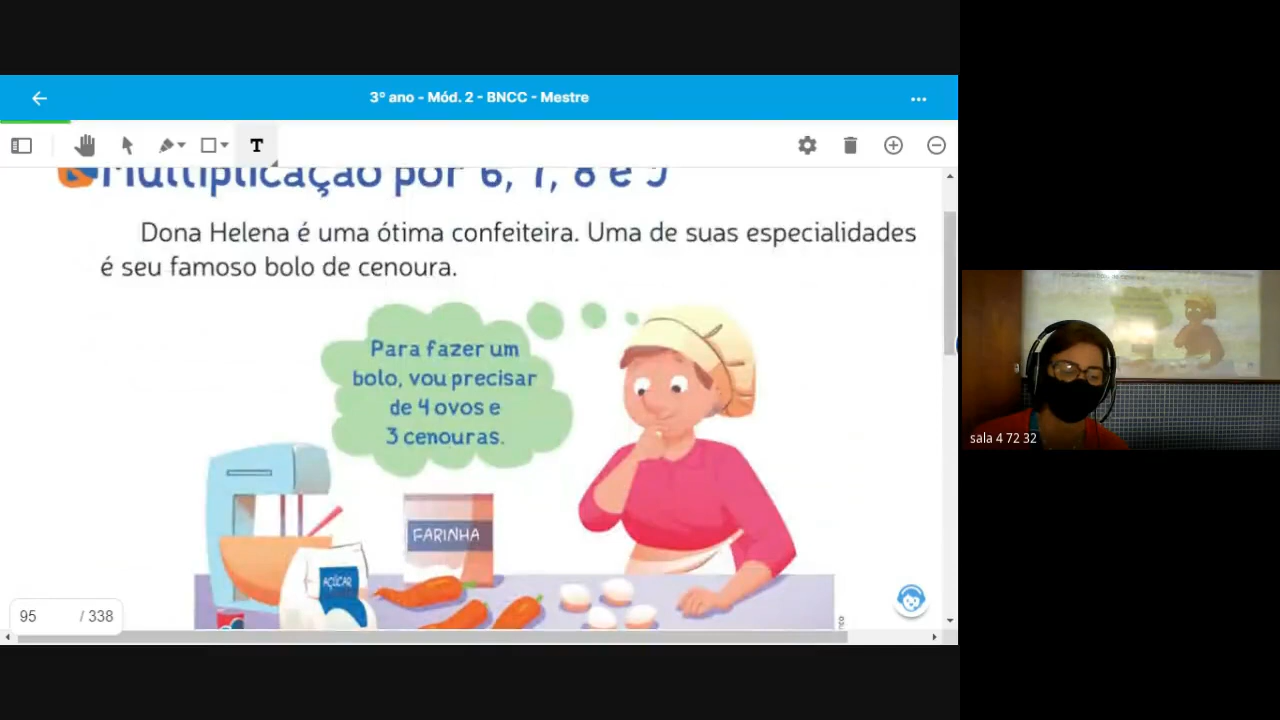 3º ano - Mód. 2 - BNCC - Mestre
T
Multiplicação por 6, 7, 8 e 9
Dona Helena é uma ótima confeiteira. Uma de suas especialidades
é seu famoso bolo de cenoura.
Para fazer um
bolo, vou precisar
de 4 ovos e
3 cenouras.
FARINHA
AÇÚCAR
95 / 338
sala 4 72 32